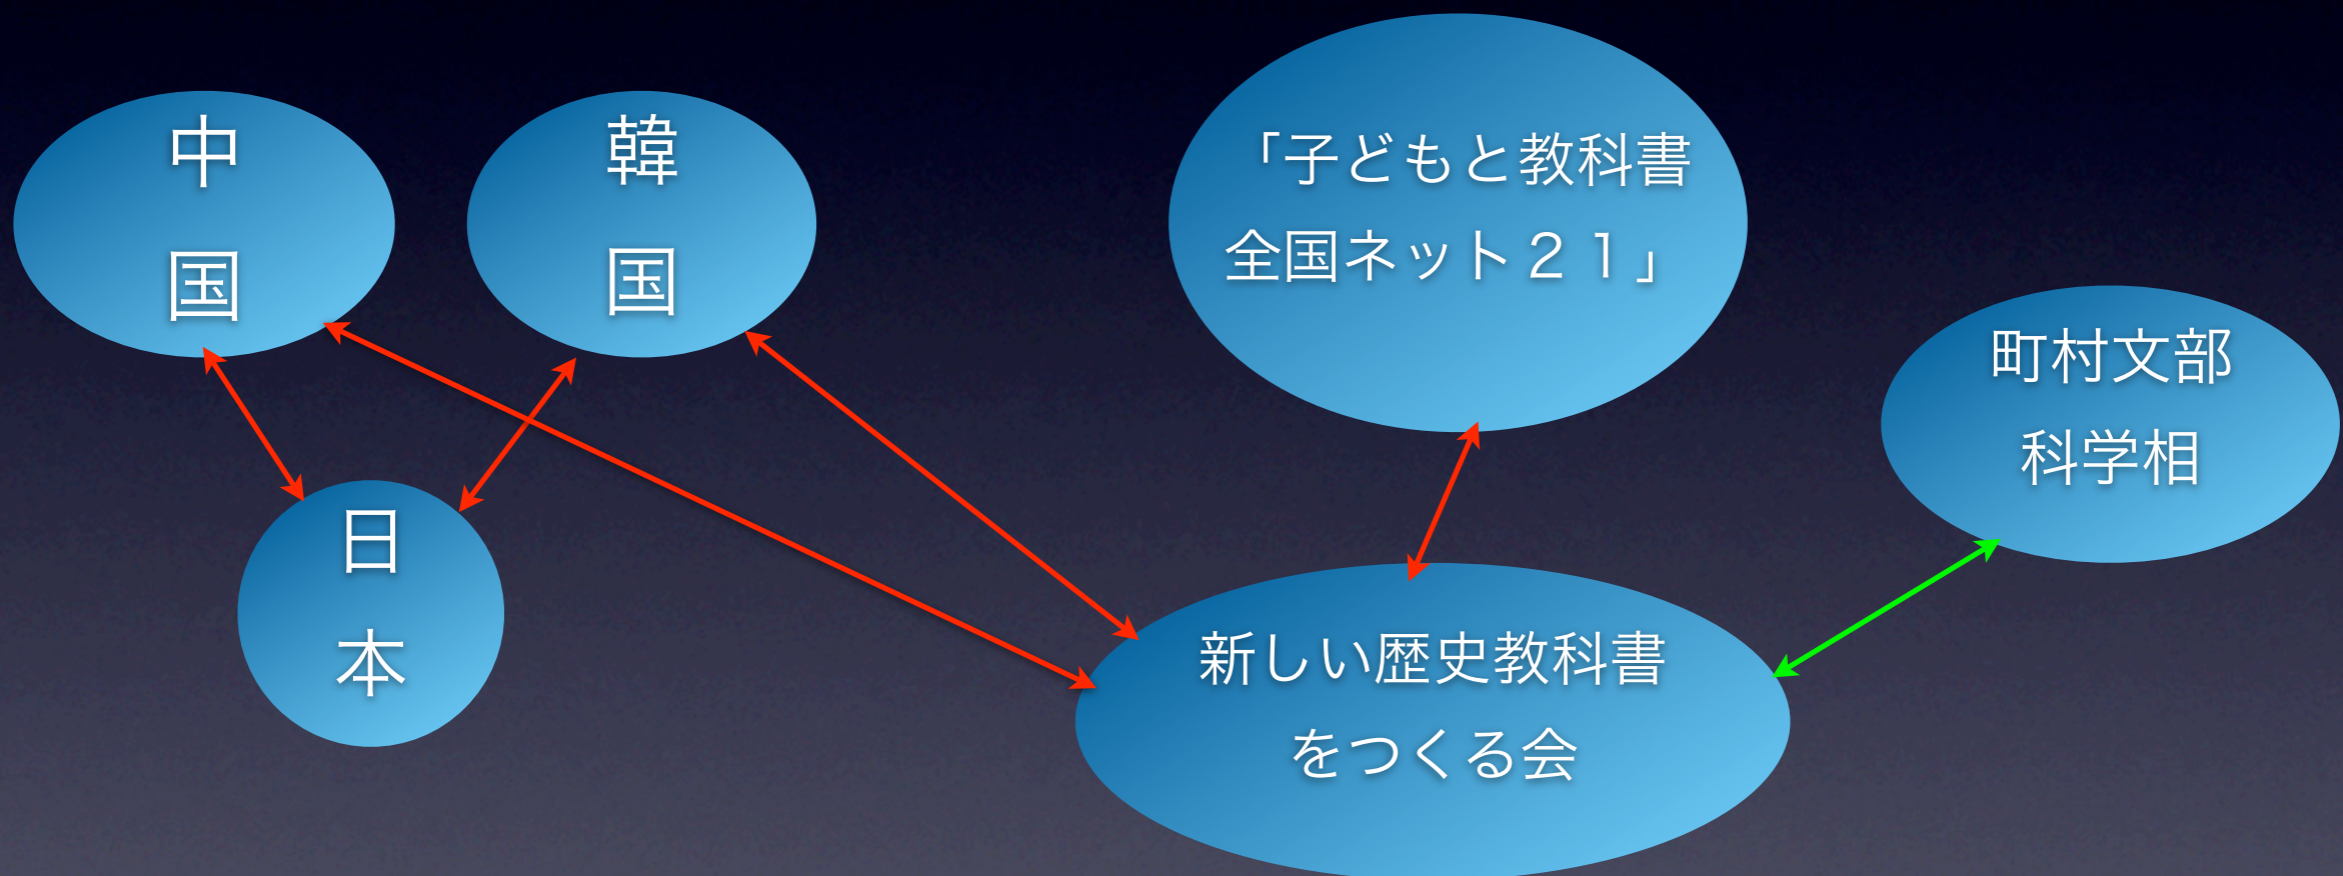 中
国
韓
国
「子どもと教科書
全国ネット２１」
町村文部
科学相
日
本
新しい歴史教科書
をつくる会